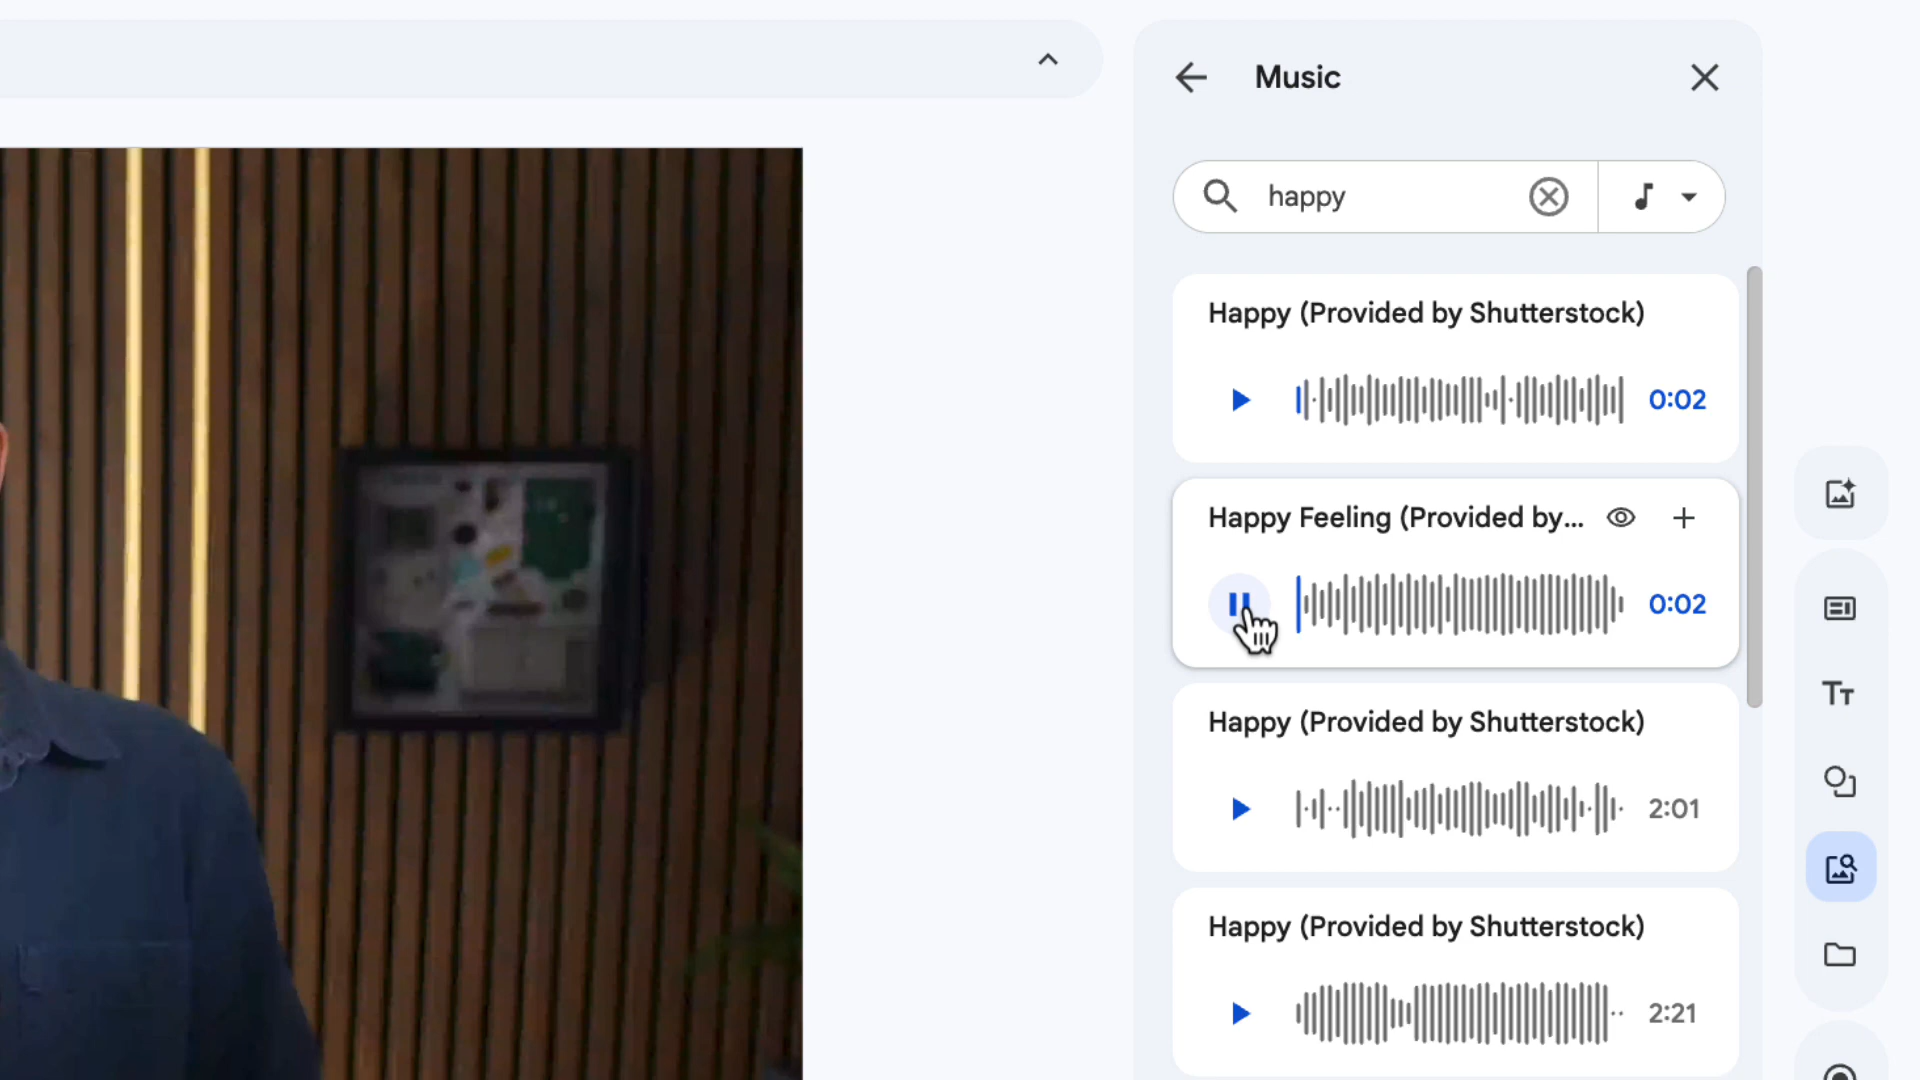 Music
happy
Happy (Provided by Shutterstock)
0:02
Happy Feeling (Provided by...
0:02
Happy (Provided by Shutterstock)
2:01
Tт
Happy (Provided by Shutterstock)
2:21